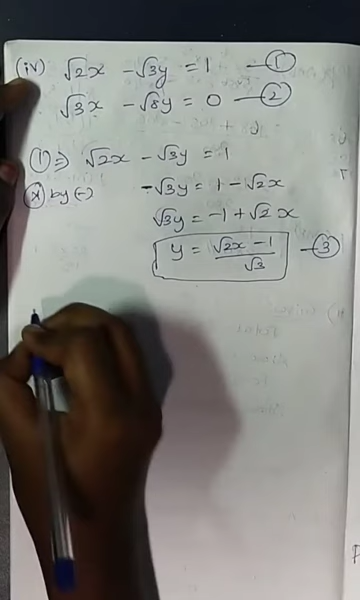 (iv) √2x - √3y = 1 —①
√3x - √8y = 0 —②
① ⇒ √2x - √3y = 1
ⓧ by (-) -√3y = 1 - √2x
√3y = -1 + √2 x
y = (√2x - 1)/√3 —③